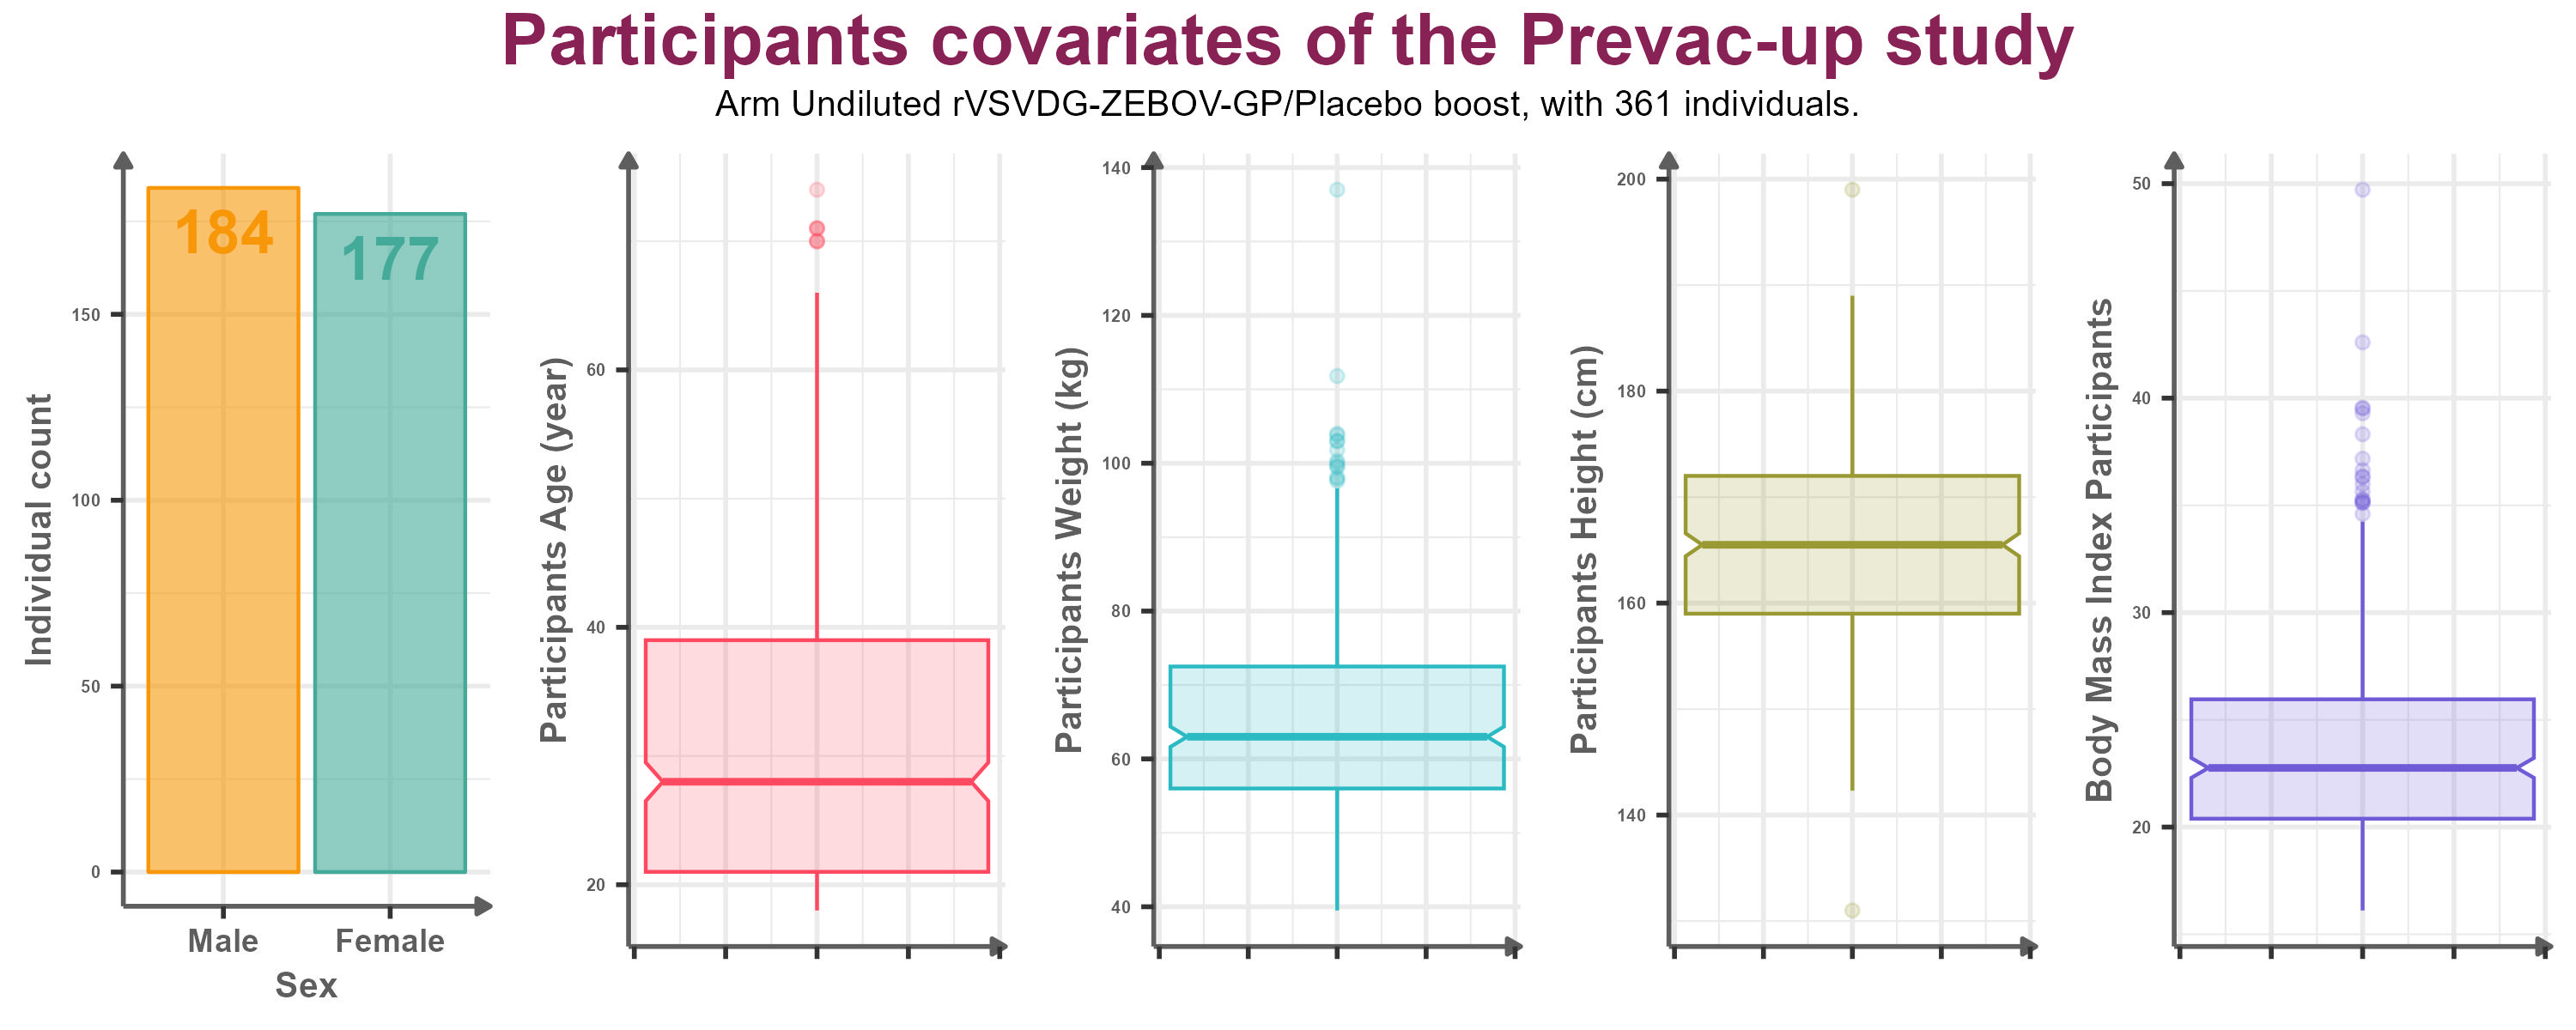 Participants covariates of the Prevac-up study
Arm Undiluted rVSVDG-ZEBOV-GP/Placebo boost, with 361 individuals.
Individual count
150
100
50
0
184
177
Male
Female
Sex
Participants Age (year)
60
40
20
Participants Weight (kg)
140
120
100
80
60
40
Participants Height (cm)
200
180
160
140
Body Mass Index Participants
50
40
30
20